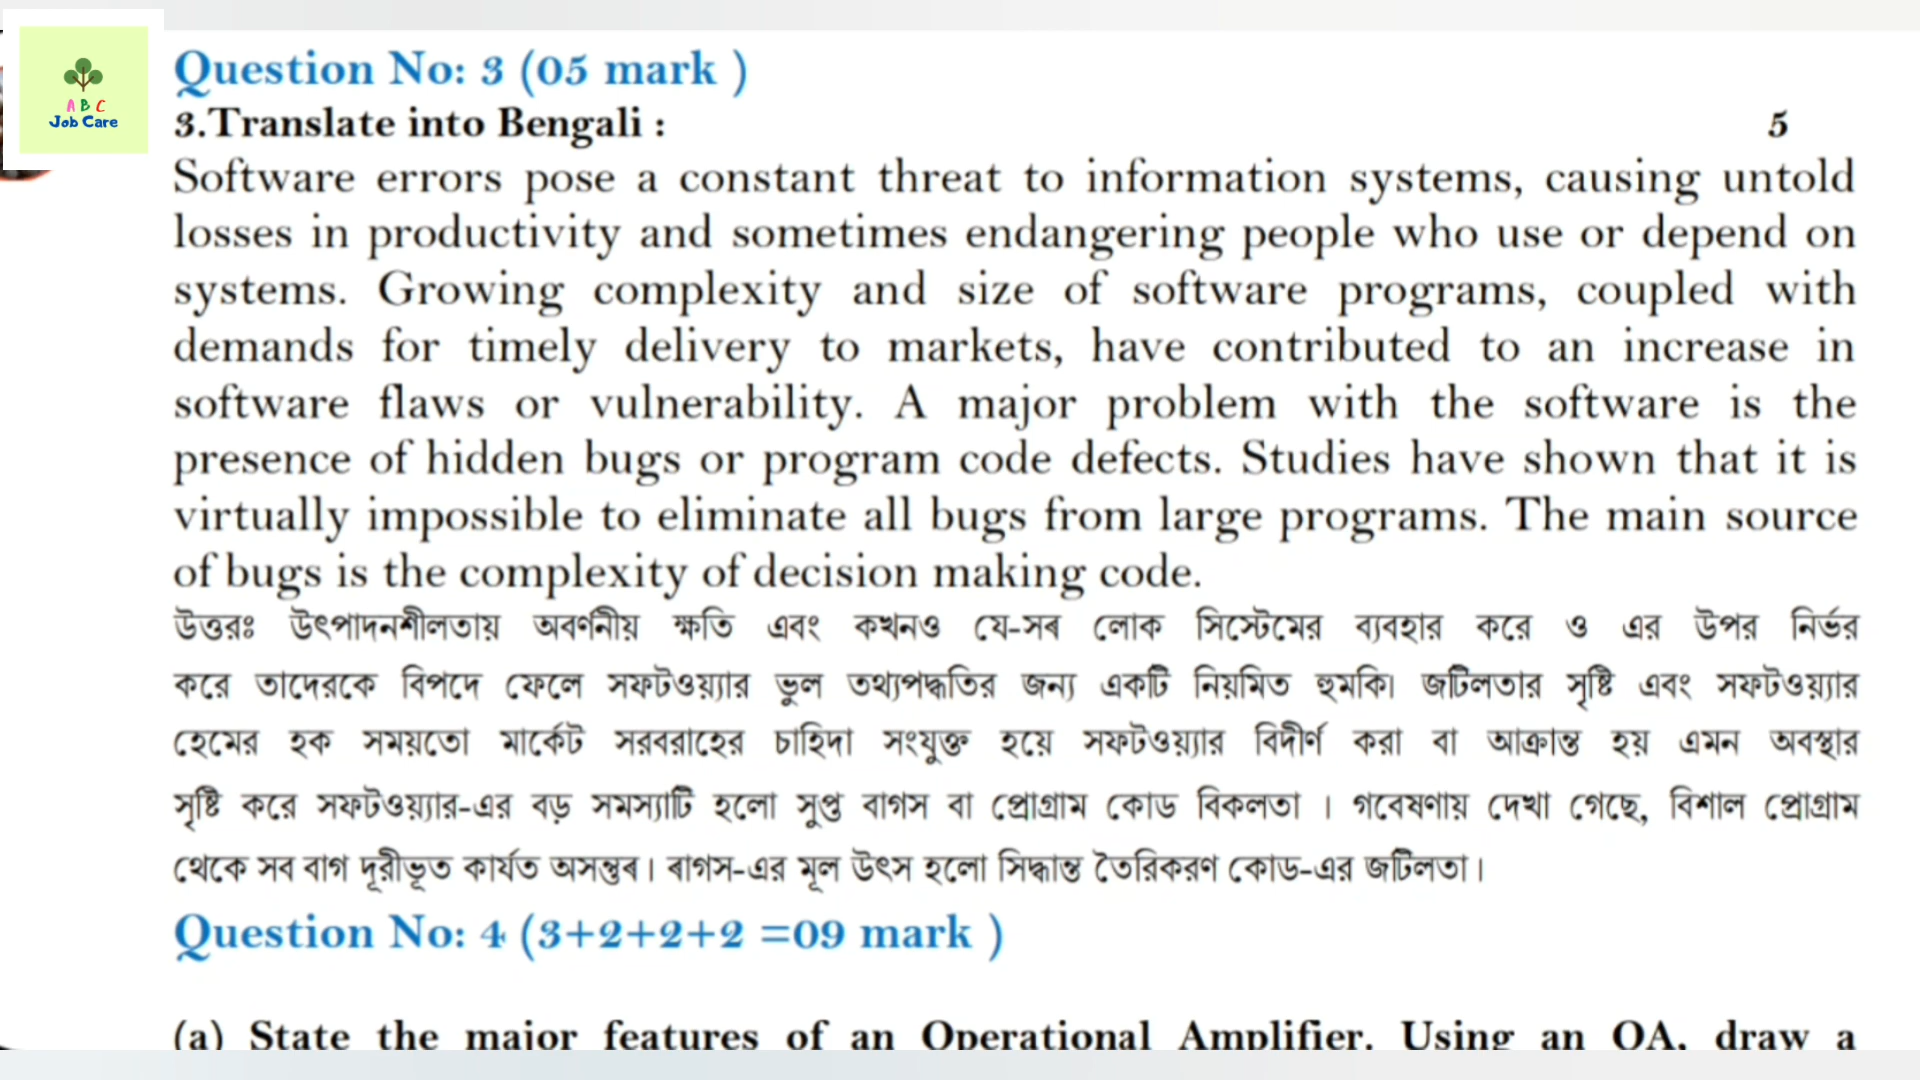 A B C
Job Care
Question No: 3 (05 mark )
3.Translate into Bengali : 5
Software errors pose a constant threat to information systems, causing untold
losses in productivity and sometimes endangering people who use or depend on
systems. Growing complexity and size of software programs, coupled with
demands for timely delivery to markets, have contributed to an increase in
software flaws or vulnerability. A major problem with the software is the
presence of hidden bugs or program code defects. Studies have shown that it is
virtually impossible to eliminate all bugs from large programs. The main source
of bugs is the complexity of decision making code.
উত্তরঃ উৎপাদনশীলতায় অবর্ণনীয় ক্ষতি এবং কখনও যে-সৰ লোক সিস্টেমের ব্যবহার করে ও এর উপর নির্ভর
করে তাদেরকে বিপদে ফেলে সফটওয়্যার ভুল তথ্যপদ্ধতির জন্য একটি নিয়মিত হুমকি। জটিলতার সৃষ্টি এবং সফটওয়্যার
হেমের হক সময়তো মার্কেট সরবরাহের চাহিদা সংযুক্ত হয়ে সফটওয়্যার বিদীর্ণ করা বা আক্রান্ত হয় এমন অবস্থার
সৃষ্টি করে সফটওয়্যার-এর বড় সমস্যাটি হলো সুপ্ত বাগস বা প্রোগ্রাম কোড বিকলতা । গবেষণায় দেখা গেছে, বিশাল প্রোগ্রাম
থেকে সব বাগ দূরীভূত কার্যত অসম্ভৰ। ৰাগস-এর মূল উৎস হলো সিদ্ধান্ত তৈরিকরণ কোড-এর জটিলতা।
Question No: 4 (3+2+2+2 =09 mark )
(a) State the major features of an Operational Amplifier. Using an OA, draw a